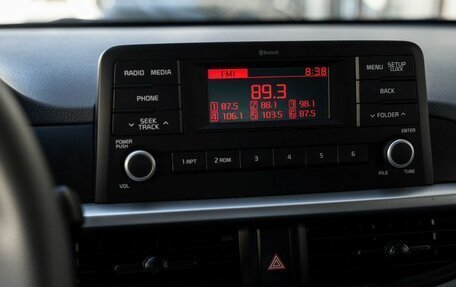 Bluetooth
FM1 8:38
89.3
1 87.5 2 88.1 3 98.1
4 106.1 5 103.5 6 87.5
RADIO MEDIA
PHONE
SEEK
TRACK
POWER
PUSH
VOL
MENU SETUP
CLOCK
BACK
FOLDER
ENTER
FILE TUNE
1 RPT 2 RDM 3 4 5 6